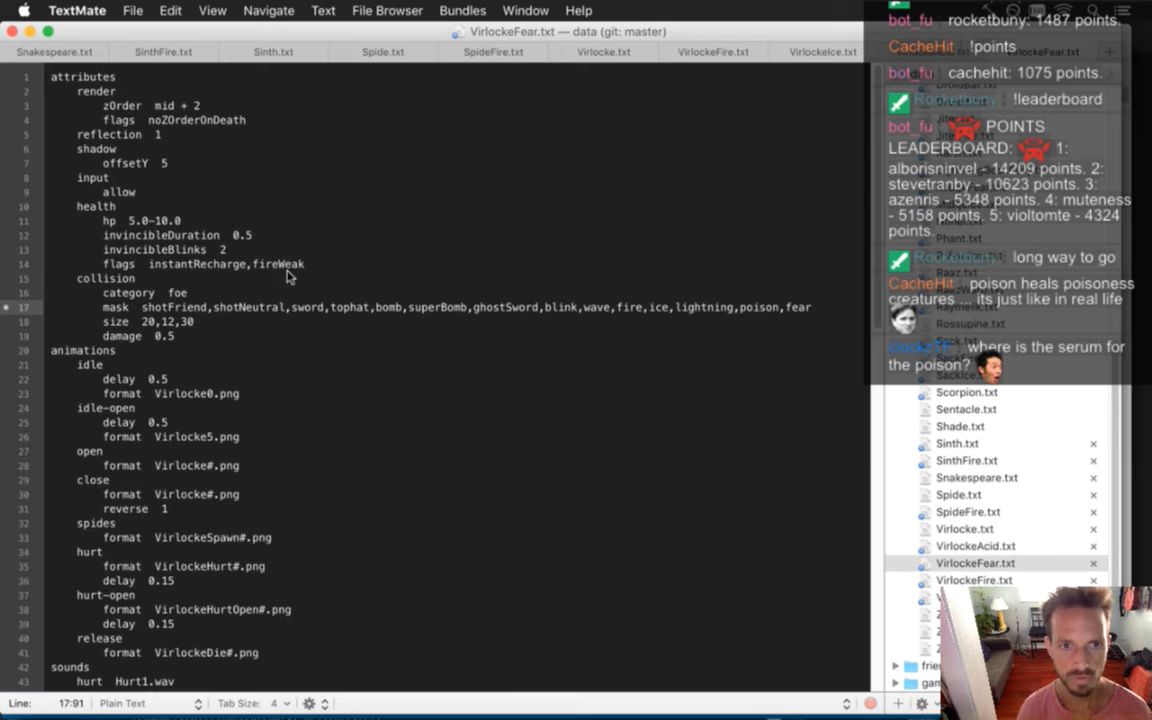 TextMate File Edit View Navigate Text File Browser Bundles Window Help
VirlockeFear.txt — data (git: master)
Snakespeare.txt SinthFire.txt Sinth.txt Spide.txt SpideFire.txt Virlocke.txt VirlockeFire.txt VirlockeIce.txt VirlockeFear.txt
1 attributes
2 render
3 zOrder mid + 2
4 flags noZOrderOnDeath
5 reflection 1
6 shadow
7 offsetY 5
8 input
9 allow
10 health
11 hp 5.0-10.0
12 invincibleDuration 0.5
13 invincibleBlinks 2
14 flags instantRecharge,fireWeak
15 collision
16 category foe
17 mask shotFriend,shotNeutral,sword,tophat,bomb,superBomb,ghostSword,blink,wave,fire,ice,lightning,poison,fear
18 size 20,12,30
19 damage 0.5
20 animations
21 idle
22 delay 0.5
23 format Virlocke0.png
24 idle-open
25 delay 0.5
26 format Virlocke5.png
27 open
28 format Virlocke#.png
29 close
30 format Virlocke#.png
31 reverse 1
32 spides
33 format VirlockeSpawn#.png
34 hurt
35 format VirlockeHurt#.png
36 delay 0.15
37 hurt-open
38 format VirlockeHurtOpen#.png
39 delay 0.15
40 release
41 format VirlockeDie#.png
42 sounds
43 hurt Hurt1.wav
Line: 17:91 Plain Text Tab Size: 4
bot_fu rocketbuny: 1487 points.
CacheHit !points
bot_fu cachehit: 1075 points.
Rocketbuny !leaderboard
bot_fu POINTS
LEADERBOARD: 1:
alborisninvel - 14209 points. 2:
stevetranby - 10623 points. 3:
azenris - 5348 points. 4: muteness
- 5158 points. 5: violtomte - 4324
points.
Rocketbuny long way to go
CacheHit poison heals poisoness
creatures ... its just like in real life
where is the serum for
the poison?
Phant.txt
Raaz.txt
Rossupine.txt
Scorpion.txt
Sentacle.txt
Shade.txt
Sinth.txt
SinthFire.txt
Snakespeare.txt
Spide.txt
SpideFire.txt
Virlocke.txt
VirlockeAcid.txt
VirlockeFear.txt
VirlockeFire.txt